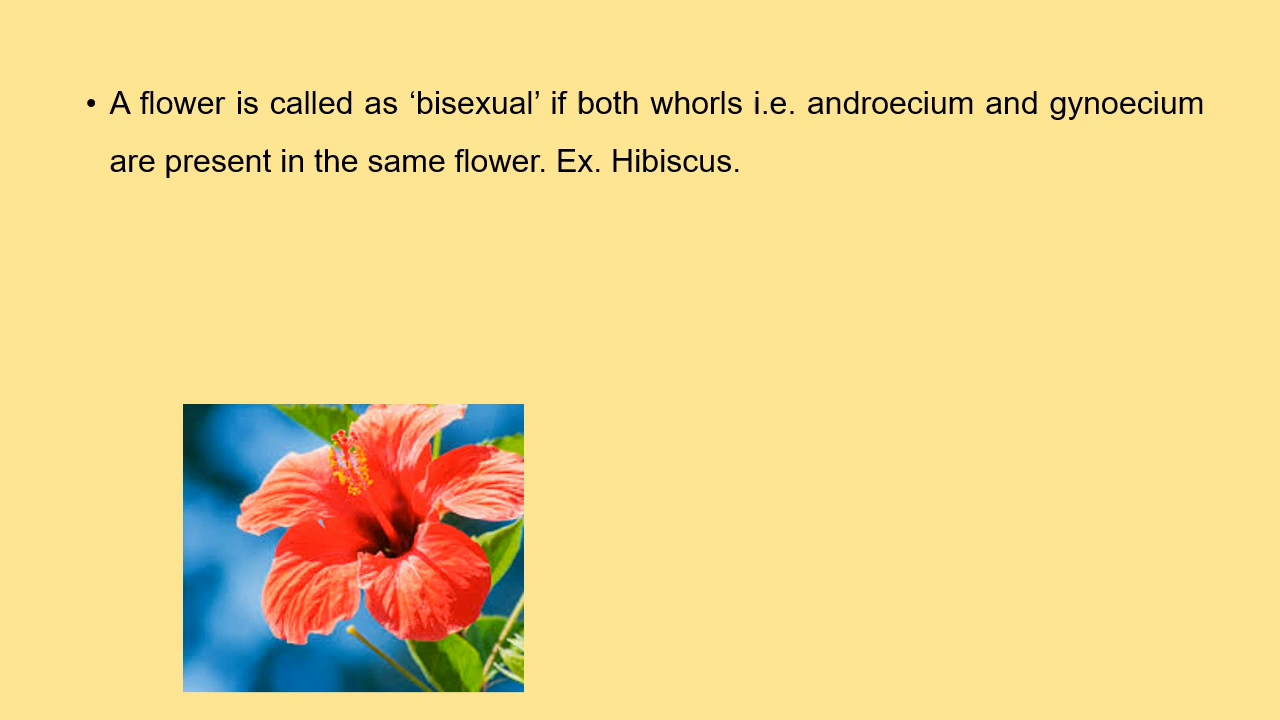 • A flower is called as ‘bisexual’ if both whorls i.e. androecium and gynoecium
are present in the same flower. Ex. Hibiscus.